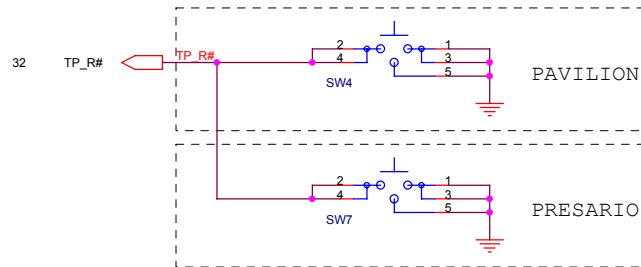 2 1
32 TP_R# TP_R# 4 3
5 PAVILION
SW4
2 1
4 3
5 PRESARIO
SW7